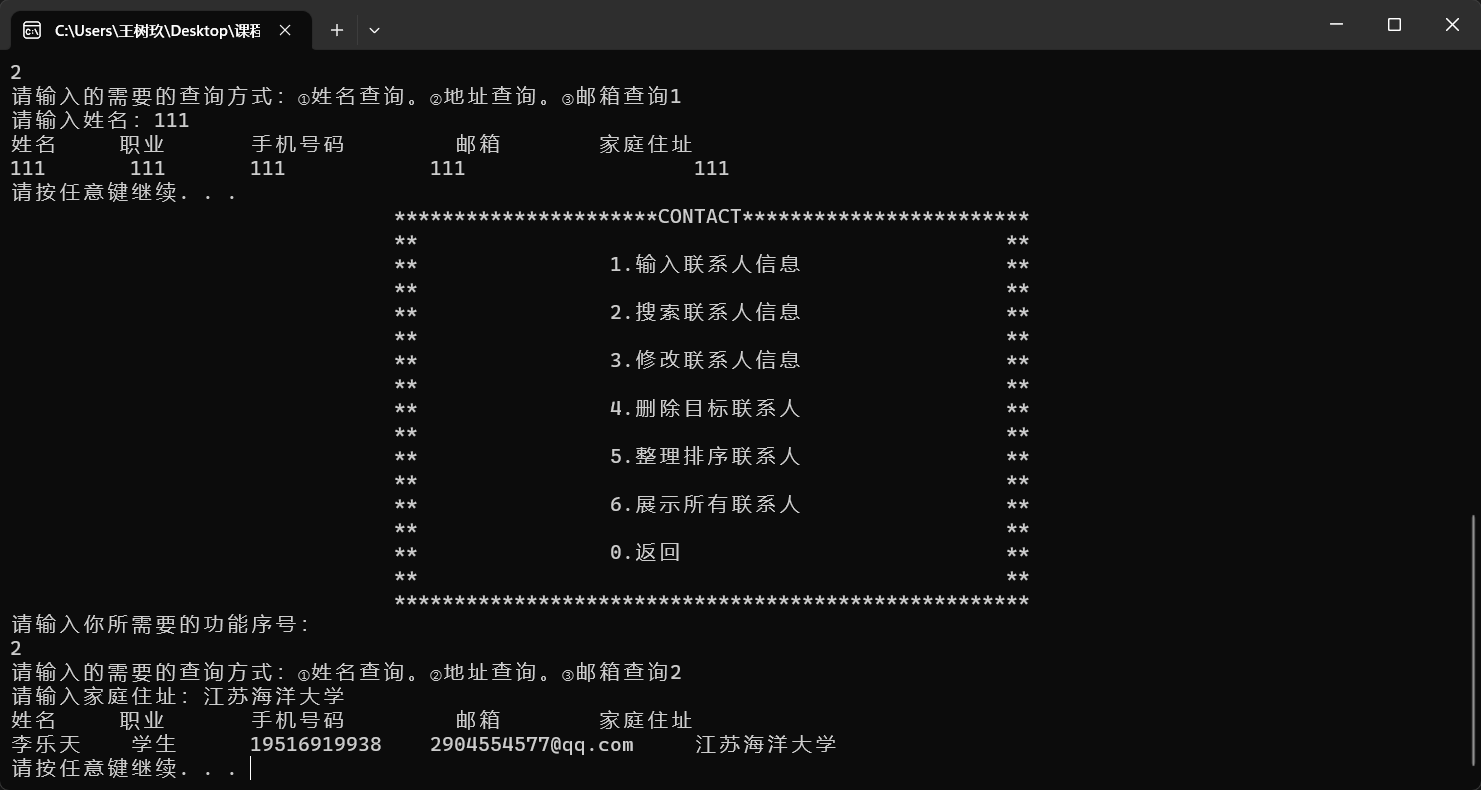 C:\Users\王树玖\Desktop\课程
2
请输入的需要的查询方式：①姓名查询。②地址查询。③邮箱查询1
请输入姓名：111
姓名 职业 手机号码 邮箱 家庭住址
111 111 111 111 111
请按任意键继续. . .
**********************CONTACT************************
** **
** 1.输入联系人信息 **
** **
** 2.搜索联系人信息 **
** **
** 3.修改联系人信息 **
** **
** 4.删除目标联系人 **
** **
** 5.整理排序联系人 **
** **
** 6.展示所有联系人 **
** **
** 0.返回 **
** **
*****************************************************
请输入你所需要的功能序号：
2
请输入的需要的查询方式：①姓名查询。②地址查询。③邮箱查询2
请输入家庭住址：江苏海洋大学
姓名 职业 手机号码 邮箱 家庭住址
李乐天 学生 19516919938 2904554577@qq.com 江苏海洋大学
请按任意键继续. . .